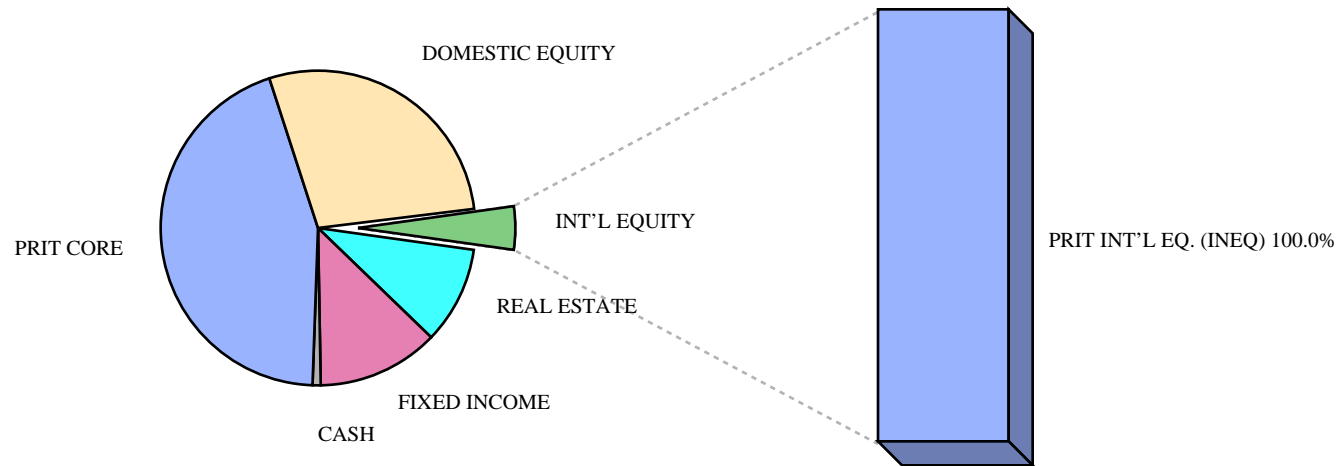 DOMESTIC EQUITY
INT'L EQUITY
PRIT CORE
PRIT INT'L EQ. (INEQ) 100.0%
REAL ESTATE
FIXED INCOME
CASH